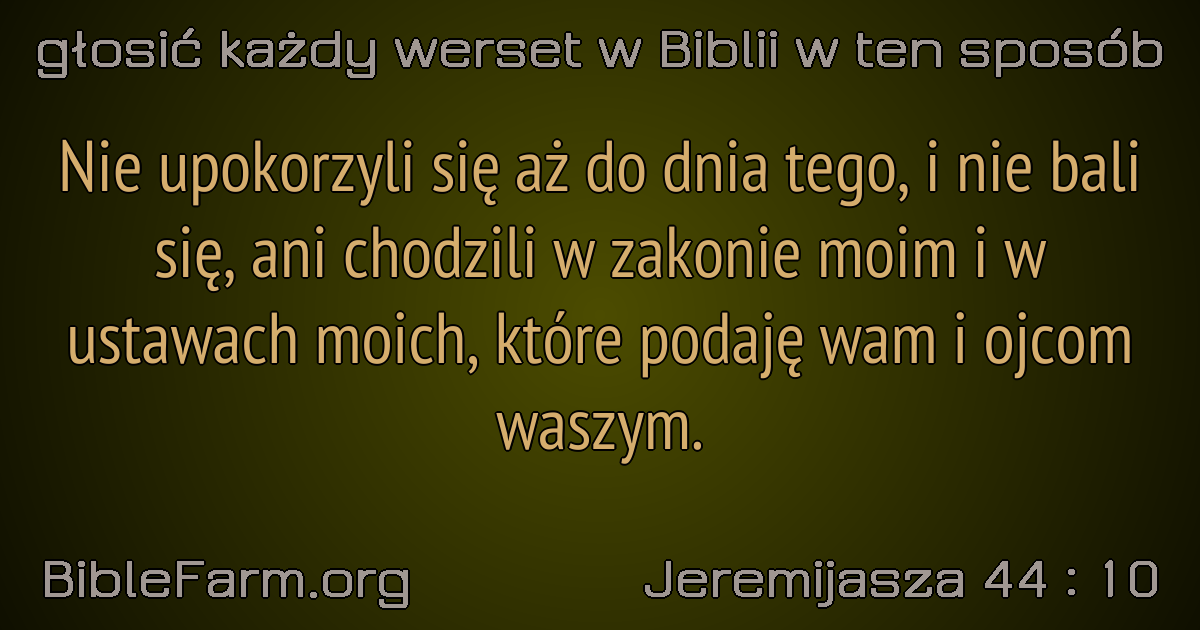 głosić każdy werset w Biblii w ten sposób
Nie upokorzyli się aż do dnia tego, i nie bali
się, ani chodzili w zakonie moim i w
ustawach moich, które podaję wam i ojcom
waszym.
BibleFarm.org
Jeremijasza 44 : 10